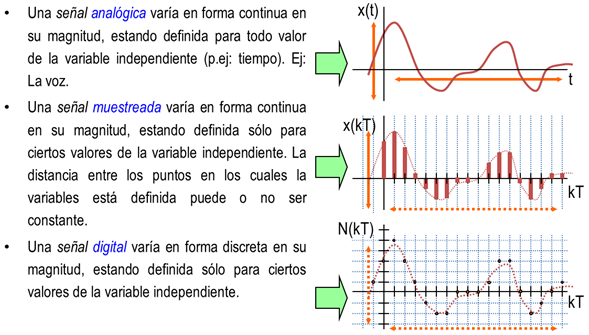 • Una señal analógica varía en forma continua en
su magnitud, estando definida para todo valor
de la variable independiente (p.ej: tiempo). Ej:
La voz.
x(t)
t
• Una señal muestreada varía en forma continua
en su magnitud, estando definida sólo para
ciertos valores de la variable independiente. La
distancia entre los puntos en los cuales la
variables está definida puede o no ser
constante.
x(kT)
kT
• Una señal digital varía en forma discreta en su
magnitud, estando definida sólo para ciertos
valores de la variable independiente.
N(kT)
kT